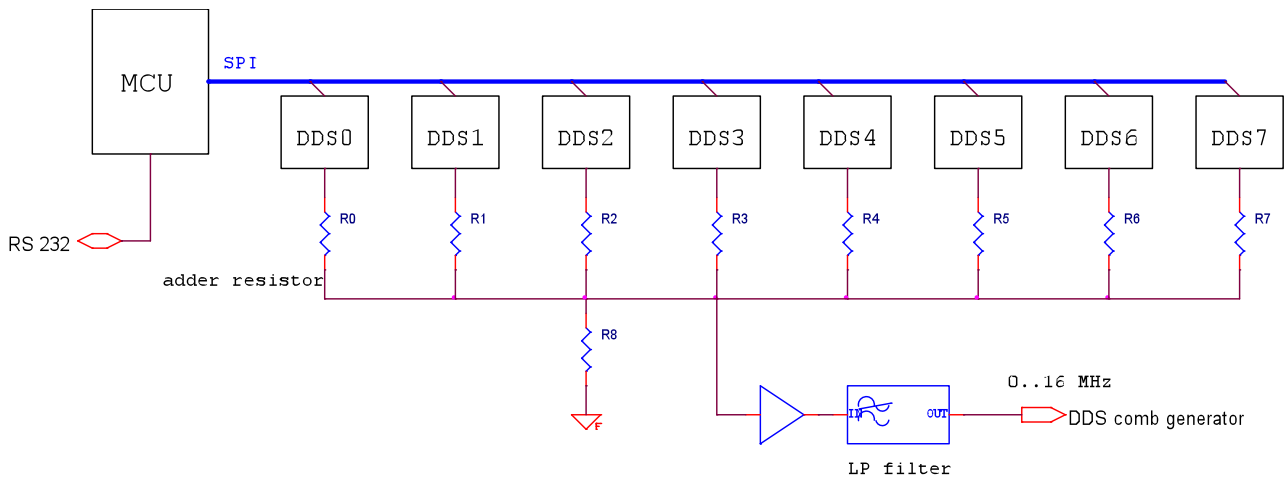 SPI
MCU
DDS0 DDS1 DDS2 DDS3 DDS4 DDS5 DDS6 DDS7
R0 R1 R2 R3 R4 R5 R6 R7
RS 232
adder resistor
R8
F
0..16 MHz
IN OUT
DDS comb generator
LP filter